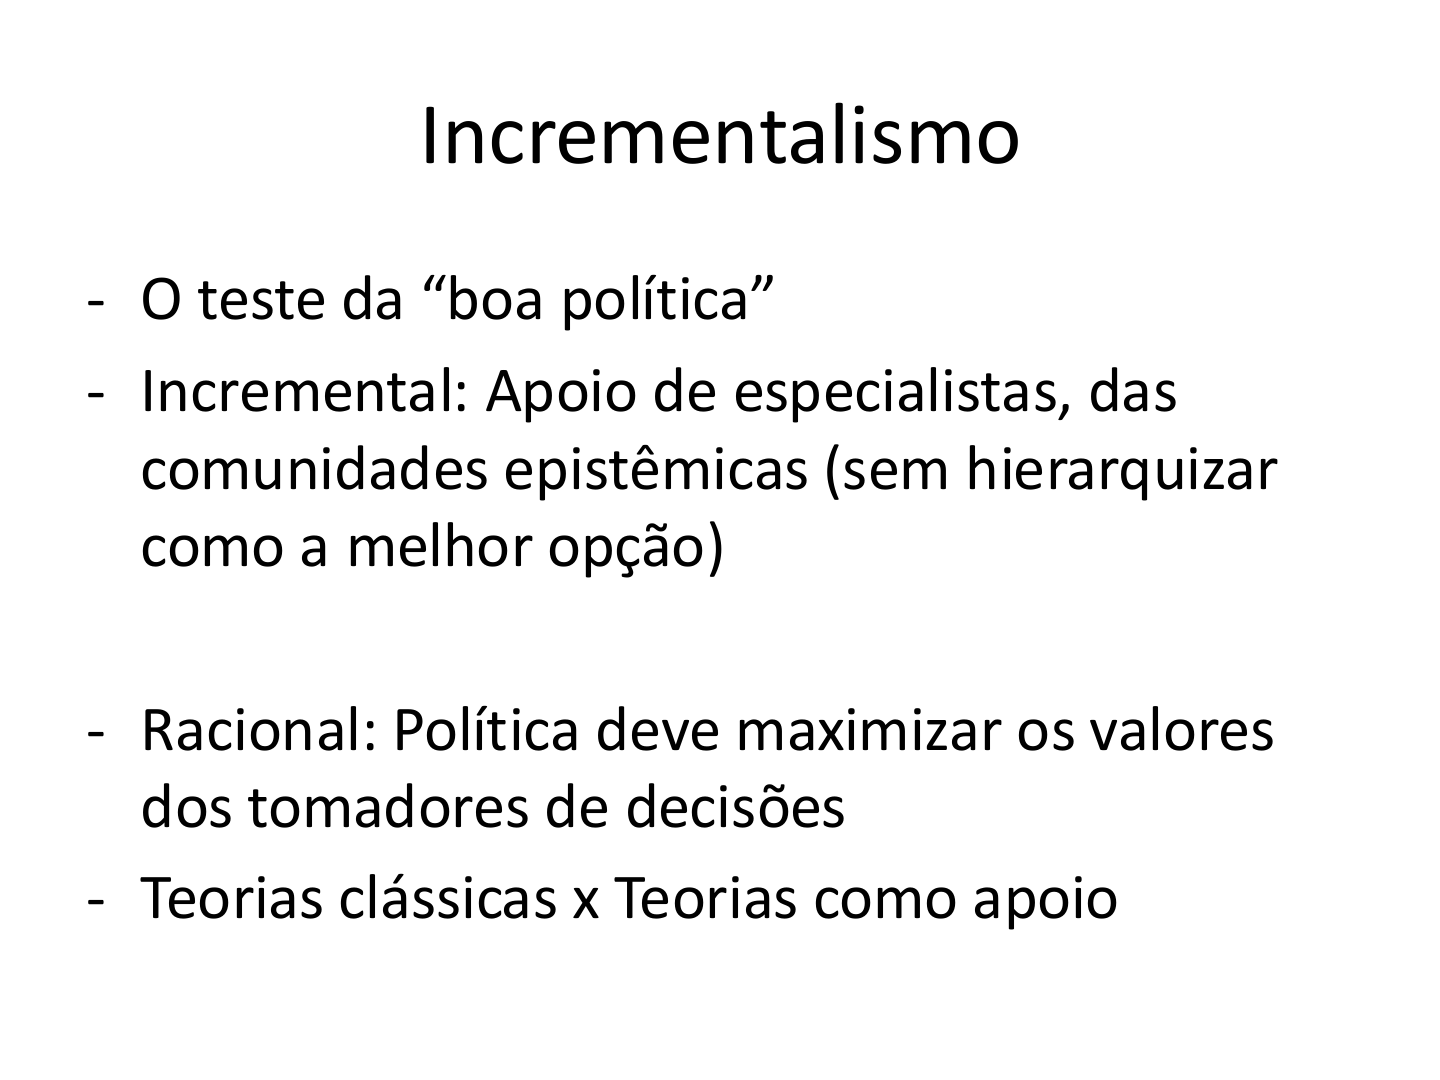 Incrementalismo
- O teste da “boa política”
- Incremental: Apoio de especialistas, das
comunidades epistêmicas (sem hierarquizar
como a melhor opção)
- Racional: Política deve maximizar os valores
dos tomadores de decisões
- Teorias clássicas x Teorias como apoio